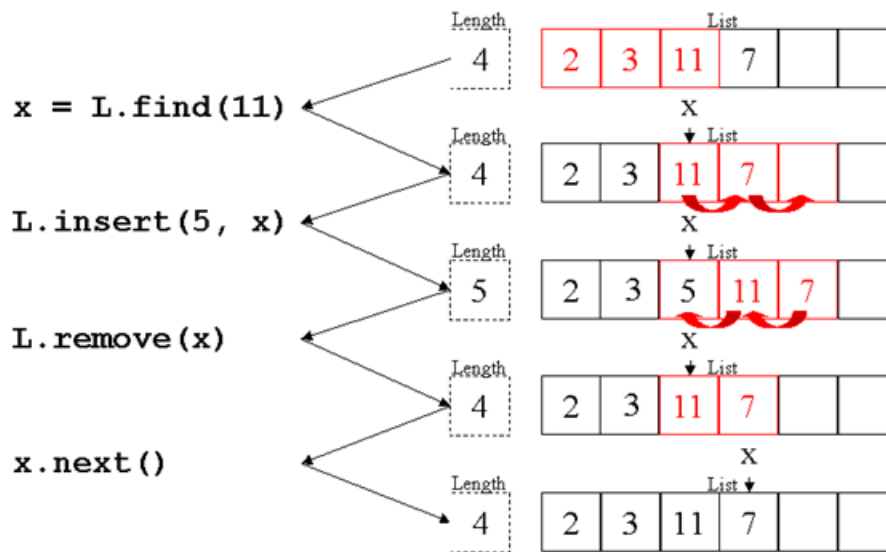 Length List
4 2 3 11 7
x = L.find(11)
X
Length List
4 2 3 11 7
L.insert(5, x)
X
Length List
5 2 3 5 11 7
L.remove(x)
X
Length List
4 2 3 11 7
x.next()
X
Length List
4 2 3 11 7